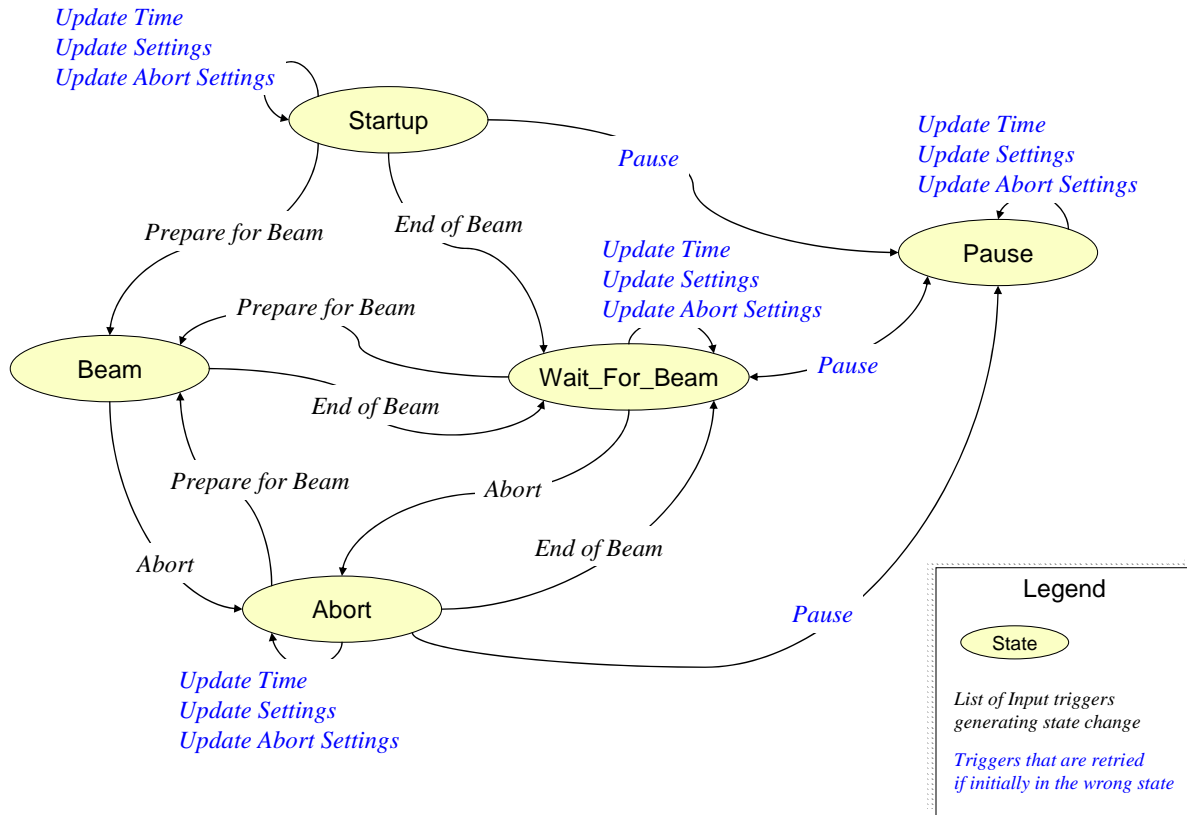 Update Time
Update Settings
Update Abort Settings
Startup
Pause
Update Time
Update Settings
Update Abort Settings
Pause
Prepare for Beam
End of Beam
Update Time
Update Settings
Update Abort Settings
Prepare for Beam
Beam
Wait_For_Beam
Pause
End of Beam
Prepare for Beam
Abort
End of Beam
Abort
Abort
Pause
Update Time
Update Settings
Update Abort Settings
Legend
State
List of Input triggers
generating state change
Triggers that are retried
if initially in the wrong state